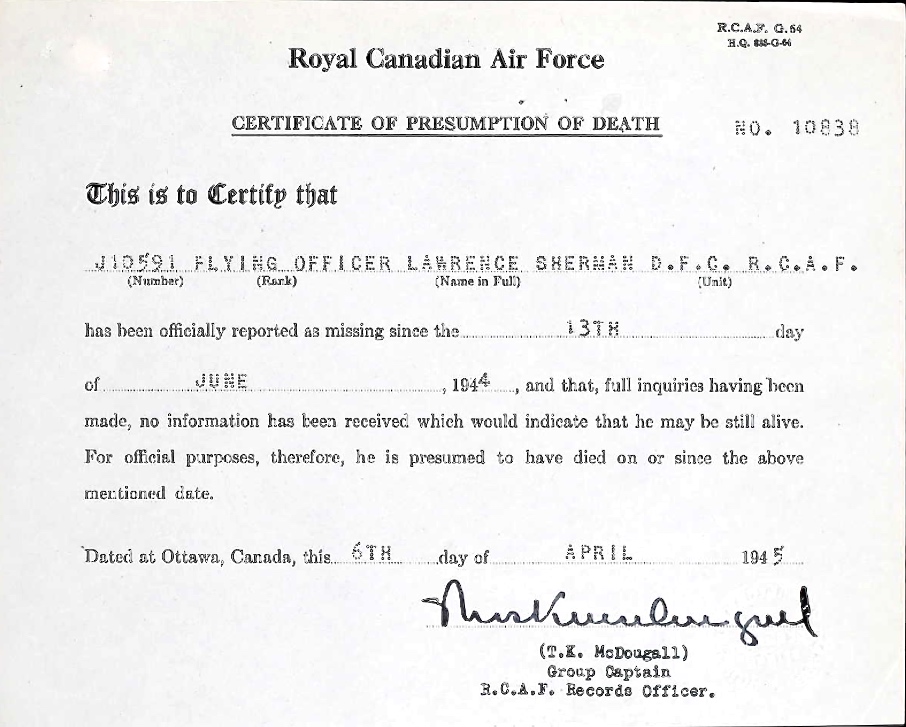 R.C.A.F. G.64
H.Q. 885-G-64
Royal Canadian Air Force
CERTIFICATE OF PRESUMPTION OF DEATH
NO. 10838
This is to Certify that
J10591 FLYING OFFICER LAWRENCE SHERMAN D.F.C. R.C.A.F.
(Number) (Rank) (Name in Full) (Unit)
has been officially reported as missing since the 13TH day
of JUNE, 1944, and that, full inquiries having been
made, no information has been received which would indicate that he may be still alive.
For official purposes, therefore, he is presumed to have died on or since the above
mentioned date.
Dated at Ottawa, Canada, this 6TH day of APRIL 1945
(T.K. McDougall)
Group Captain
R.C.A.F. Records Officer.